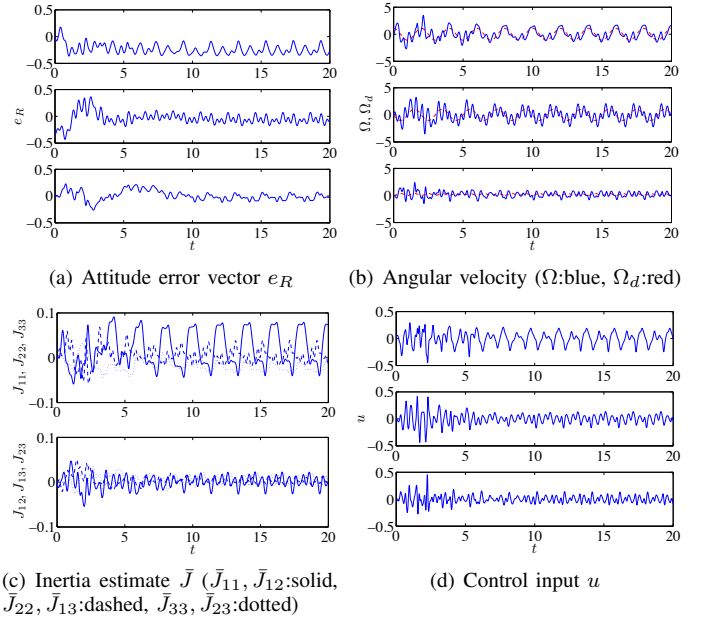 0.5
0
−0.5
0 5 10 15 20
0.5
0
−0.5
0 5 10 15 20
0.5
0
−0.5
0 5 10 15 20
e_R
t
(a) Attitude error vector e_R
5
0
−5
0 5 10 15 20
5
0
−5
0 5 10 15 20
5
0
−5
0 5 10 15 20
Ω, Ω_d
t
(b) Angular velocity (Ω:blue, Ω_d:red)
0.1
0
−0.1
0 5 10 15 20
J_11, J_22, J_33
0.1
0
−0.1
0 5 10 15 20
J_12, J_13, J_23
t
(c) Inertia estimate J̄ (J̄_11, J̄_12:solid,
J̄_22, J̄_13:dashed, J̄_33, J̄_23:dotted)
0.5
0
−0.5
0 5 10 15 20
0.5
0
−0.5
0 5 10 15 20
0.5
0
−0.5
0 5 10 15 20
u
t
(d) Control input u